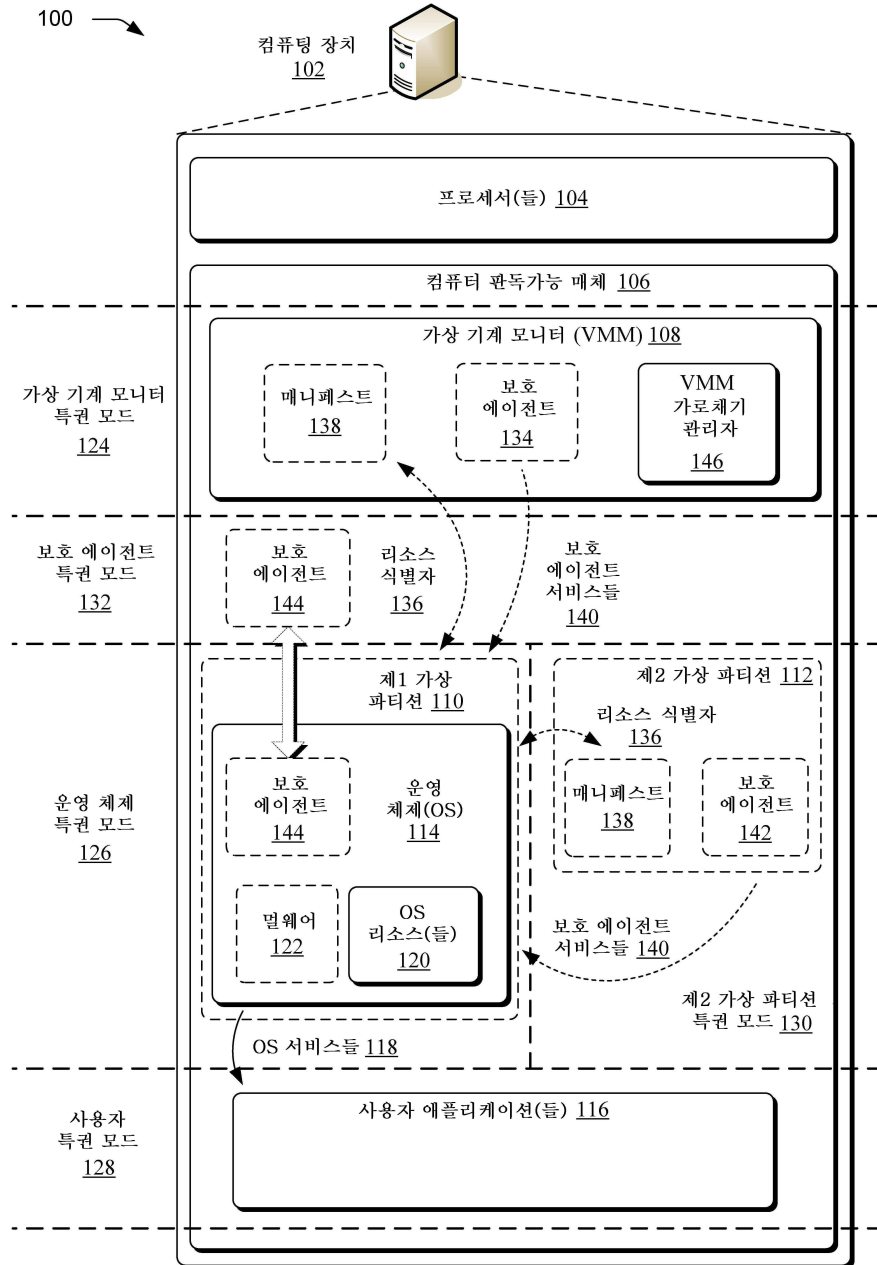 100
컴퓨팅 장치
102
프로세서(들) 104
컴퓨터 판독가능 매체 106
가상 기계 모니터 (VMM) 108
가상 기계 모니터
특권 모드
124
매니페스트
138
보호
에이전트
134
VMM
가로채기
관리자
146
보호 에이전트
특권 모드
132
보호
에이전트
144
리소스
식별자
136
보호
에이전트
서비스들
140
운영 체제
특권 모드
126
제1 가상
파티션 110
보호
에이전트
144
운영
체제(OS)
114
멀웨어
122
OS
리소스(들)
120
제2 가상 파티션 112
리소스 식별자
136
매니페스트
138
보호
에이전트
142
보호 에이전트
서비스들 140
제2 가상 파티션
특권 모드 130
OS 서비스들 118
사용자
특권 모드
128
사용자 애플리케이션(들) 116